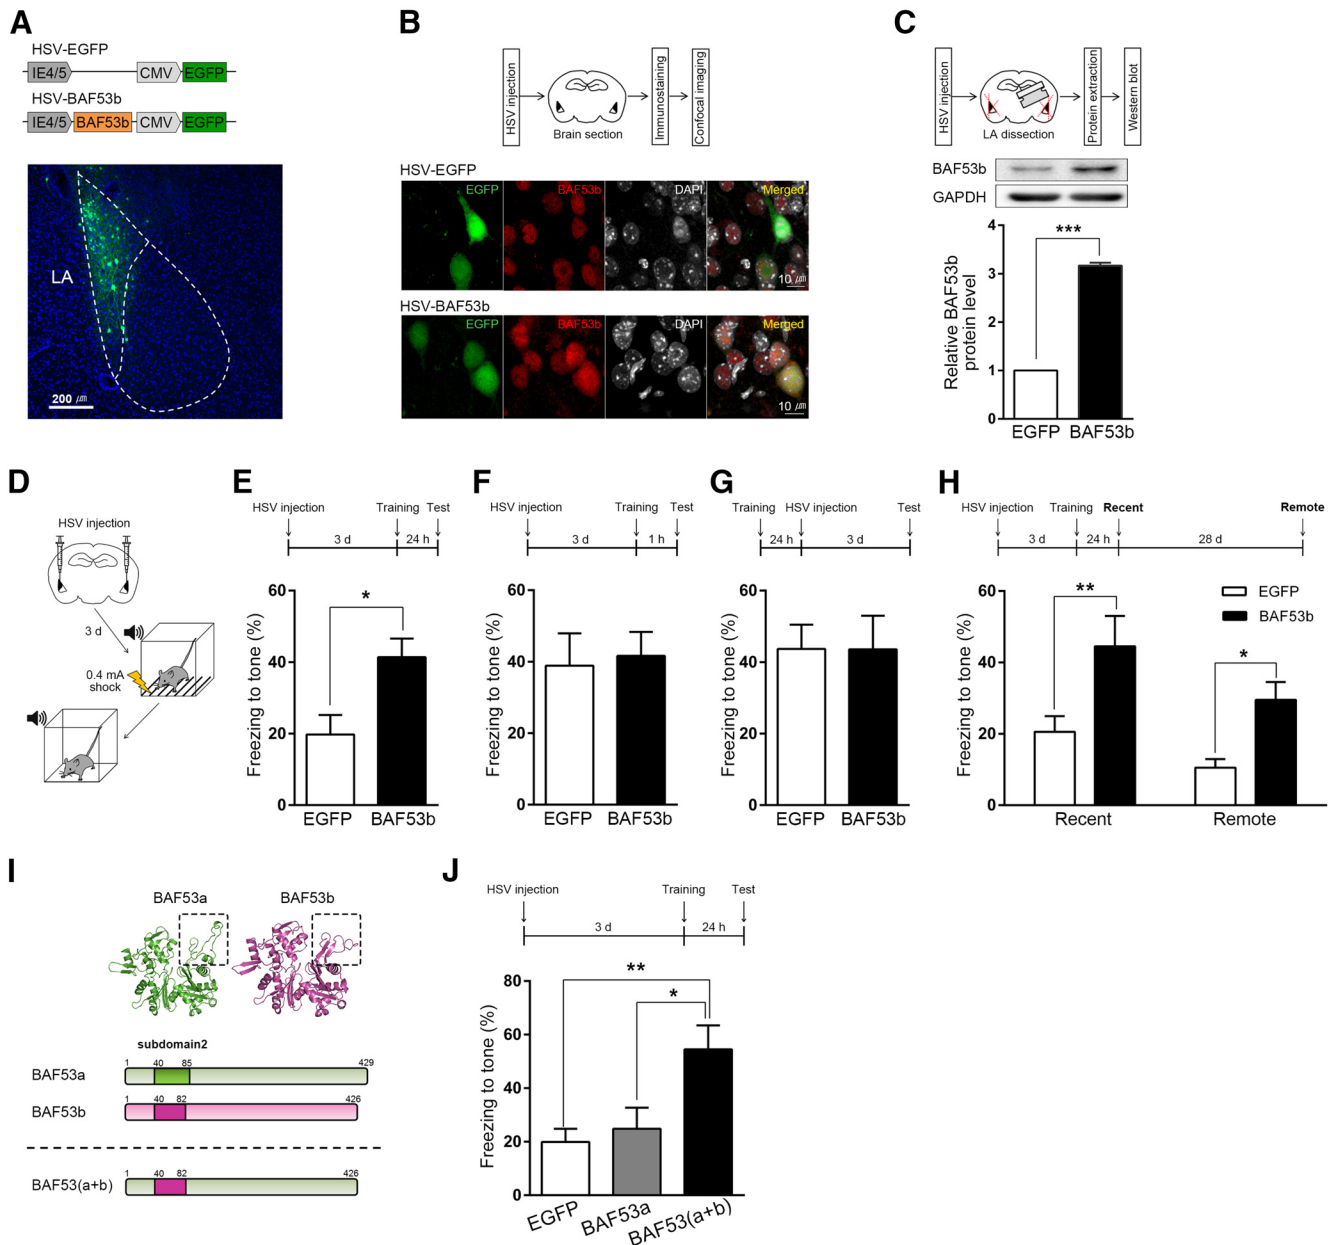 A
HSV-EGFP
IE4/5 CMV EGFP
HSV-BAF53b
IE4/5 BAF53b CMV EGFP
LA
200 ㎛
B
HSV injection
Brain section
Immunostaining
Confocal imaging
HSV-EGFP
EGFP BAF53b DAPI Merged
10 ㎛
HSV-BAF53b
EGFP BAF53b DAPI Merged
10 ㎛
C
HSV injection
LA dissection
Protein extraction
Western blot
BAF53b
GAPDH
Relative BAF53b
protein level
4
3
2
1
0
***
EGFP BAF53b
D
HSV injection
3 d
0.4 mA
shock
E
HSV injection Training Test
3 d 24 h
Freezing to tone (%)
60
40
20
0
*
EGFP BAF53b
F
HSV injection Training Test
3 d 1 h
Freezing to tone (%)
60
40
20
0
EGFP BAF53b
G
Training HSV injection Test
24 h 3 d
Freezing to tone (%)
60
40
20
0
EGFP BAF53b
H
HSV injection Training Recent Remote
3 d 24 h 28 d
Freezing to tone (%)
60
40
20
0
**
*
EGFP
BAF53b
Recent Remote
I
BAF53a BAF53b
subdomain2
1 40 85 429
BAF53a
1 40 82 426
BAF53b
1 40 82 426
BAF53(a+b)
J
HSV injection Training Test
3 d 24 h
Freezing to tone (%)
80
60
40
20
0
**
*
EGFP BAF53a BAF53(a+b)